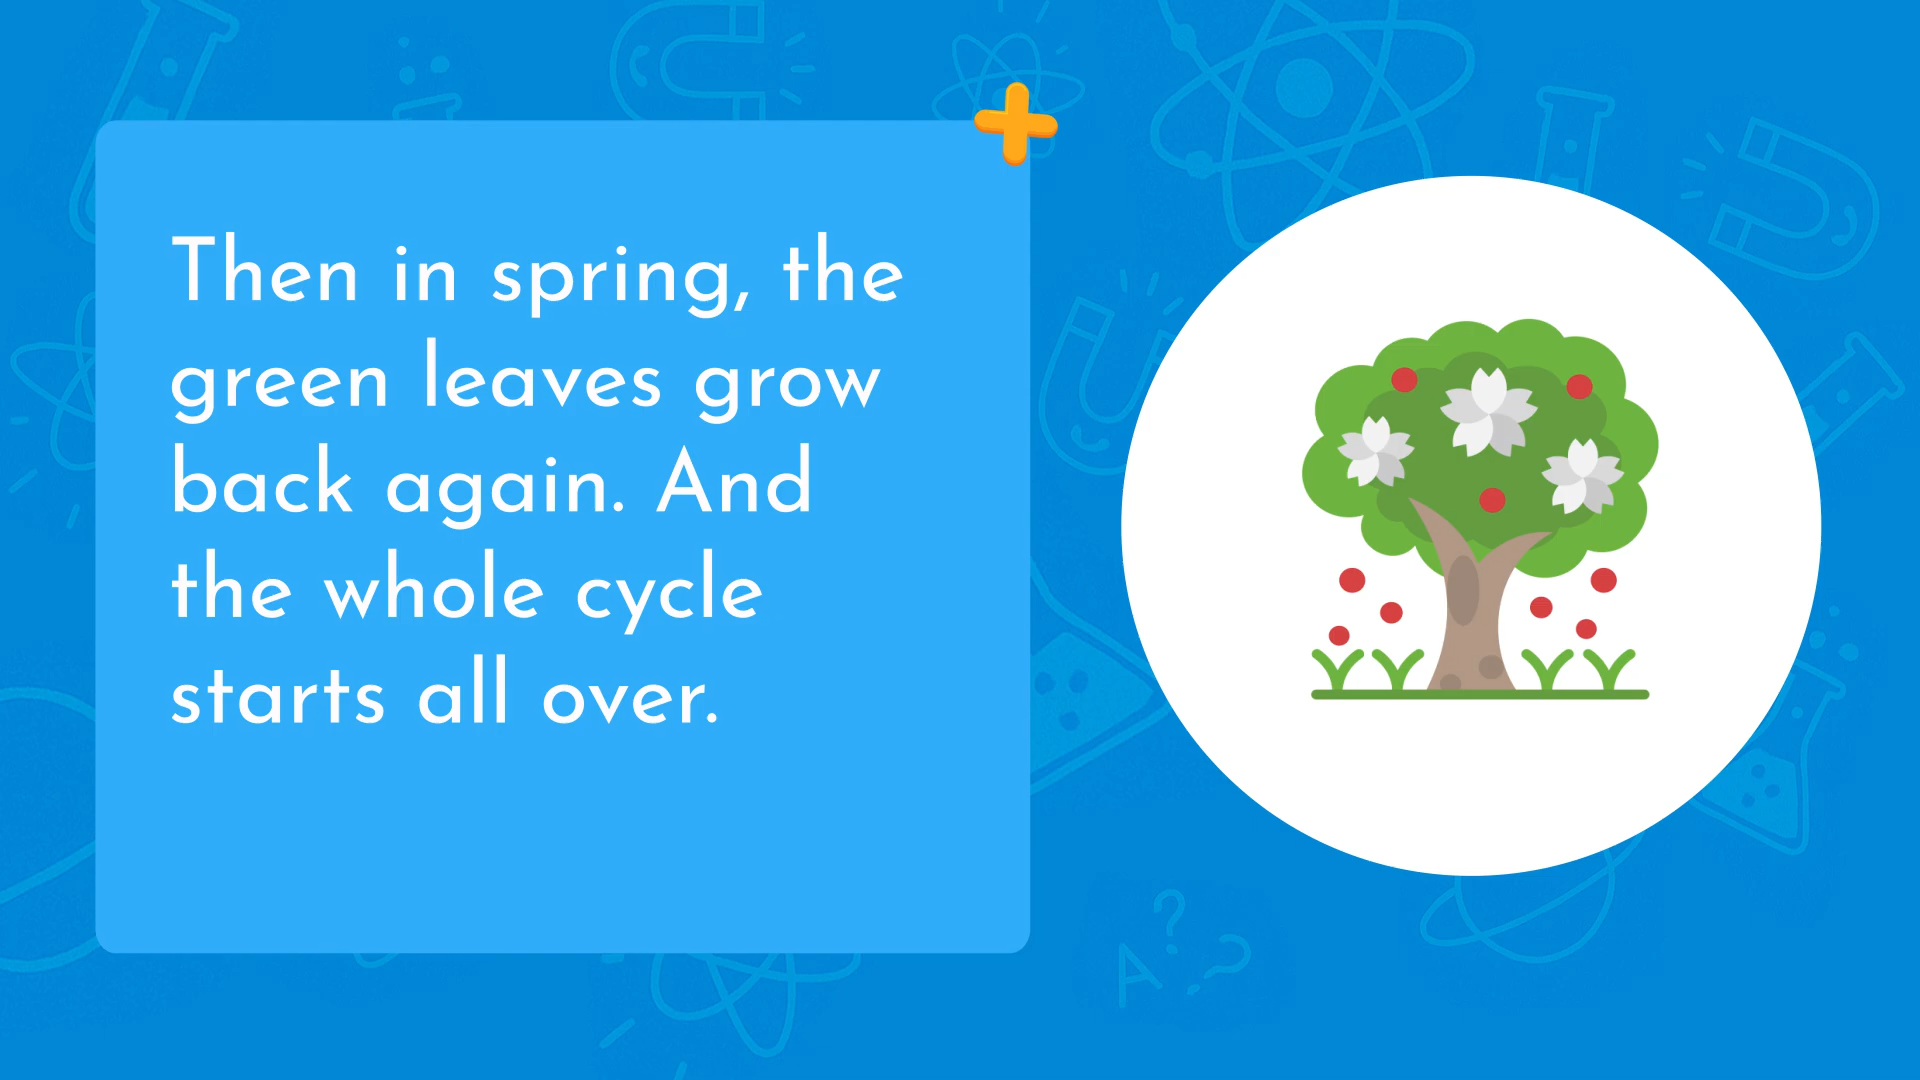 Then in spring, the
green leaves grow
back again. And
the whole cycle
starts all over.
A??